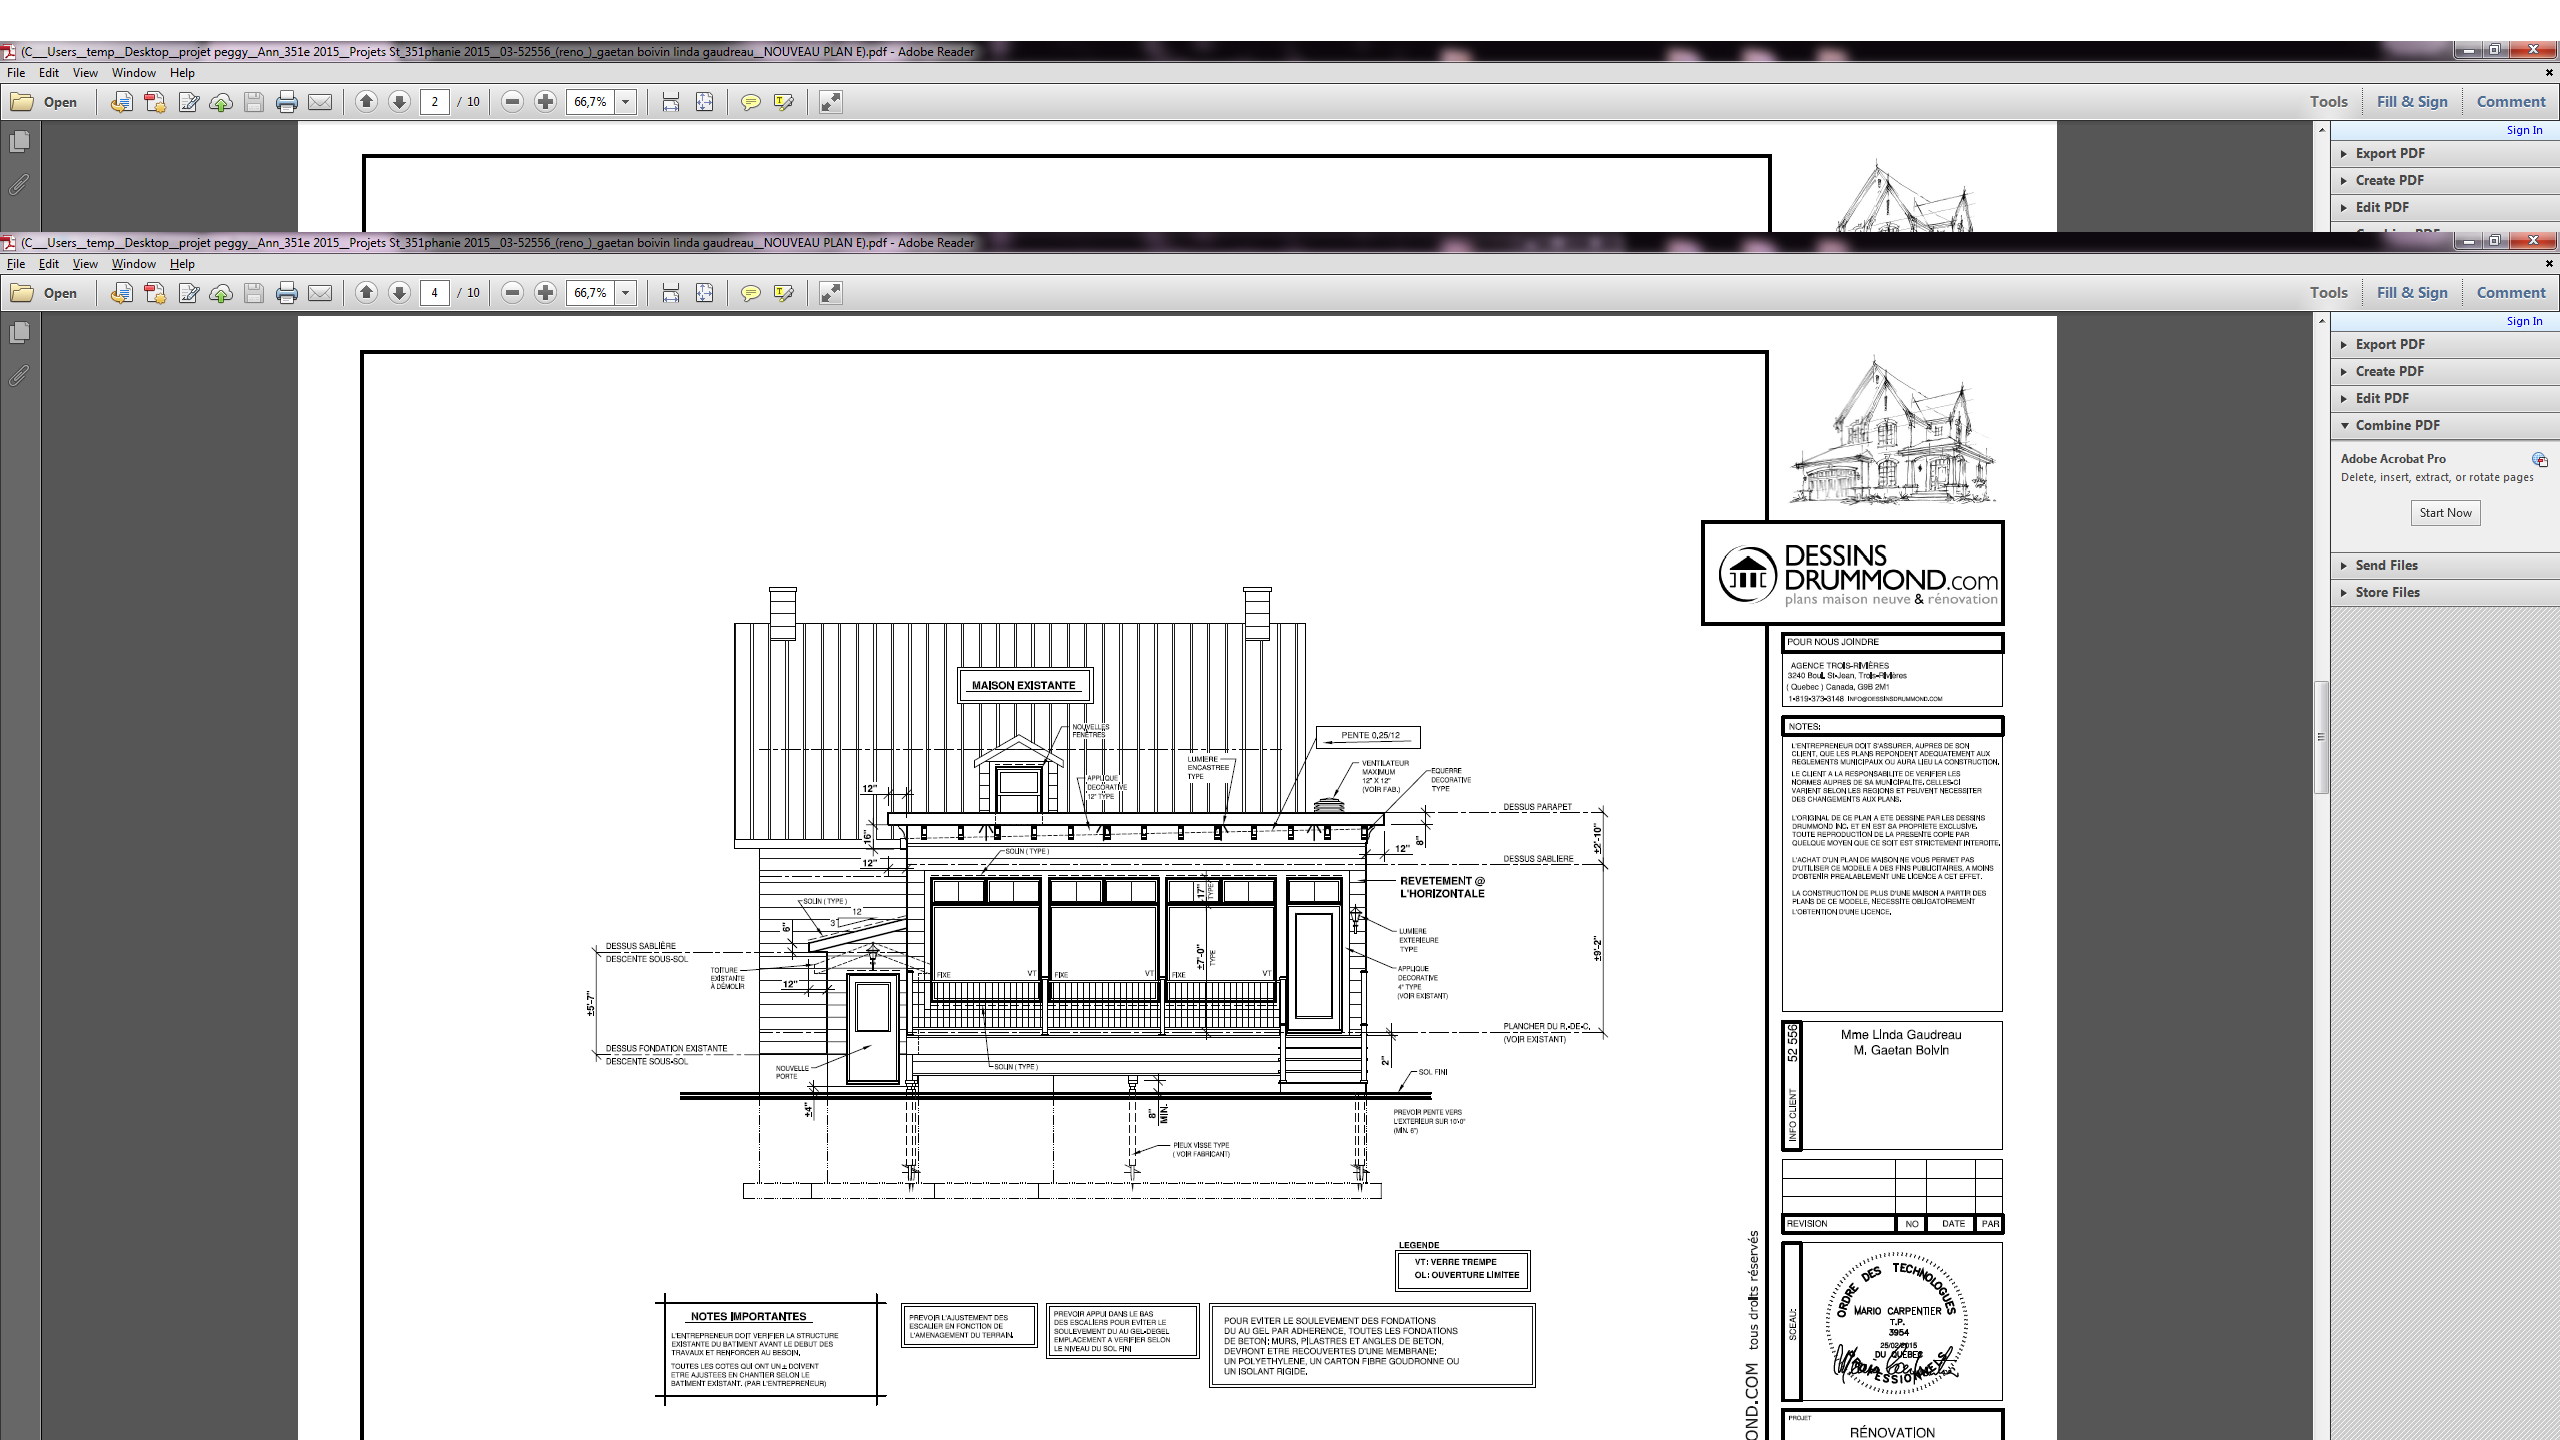 (C___Users__temp__Desktop__projet peggy__Ann_351e 2015__Projets St_351phanie 2015__03-52556_(reno_)_gaetan boivin linda gaudreau__NOUVEAU PLAN E).pdf - Adobe Reader
File Edit View Window Help
Open 2 / 10 66,7% Tools Fill & Sign Comment
Sign In
Export PDF
Create PDF
Edit PDF
(C___Users__temp__Desktop__projet peggy__Ann_351e 2015__Projets St_351phanie 2015__03-52556_(reno_)_gaetan boivin linda gaudreau__NOUVEAU PLAN E).pdf - Adobe Reader
File Edit View Window Help
Open 4 / 10 66,7% Tools Fill & Sign Comment
Sign In
Export PDF
Create PDF
Edit PDF
Combine PDF
Adobe Acrobat Pro
Delete, insert, extract, or rotate pages
Start Now
Send Files
Store Files
DESSINS
DRUMMOND.com
plans maison neuve & rénovation
POUR NOUS JOINDRE
AGENCE TROIS-RIVIÈRES
3240 Boul. St-Jean, Trois-Rivières
( Quebec ) Canada, G9B 2M1
1-819-373-3148 INFO@DESSINSDRUMMOND.COM
NOTES:
L'ENTREPRENEUR DOIT S'ASSURER, AUPRES DE SON
CLIENT, QUE LES PLANS REPONDENT ADEQUATEMENT AUX
REGLEMENTS MUNICIPAUX OU AURA LIEU LA CONSTRUCTION.
LE CLIENT A LA RESPONSABILITE DE VERIFIER LES
NORMES AUPRES DE SA MUNICIPALITE. CELLES-CI
VARIENT SELON LES REGIONS ET PEUVENT NECESSITER
DES CHANGEMENTS AUX PLANS.
L'ORIGINAL DE CE PLAN A ETE DESSINE PAR LES DESSINS
DRUMMOND INC. ET EN EST SA PROPRIETE EXCLUSIVE.
TOUTE REPRODUCTION DE LA PRESENTE COPIE PAR
QUELQUE MOYEN QUE CE SOIT EST STRICTEMENT INTERDITE.
L'ACHAT D'UN PLAN DE MAISON NE VOUS PERMET PAS
D'UTILISER CE MODELE A DES FINS PUBLICITAIRES, A MOINS
D'OBTENIR PREALABLEMENT UNE LICENCE A CET EFFET.
LA CONSTRUCTION DE PLUS D'UNE MAISON A PARTIR DES
PLANS DE CE MODELE, NECESSITE OBLIGATOIREMENT
L'OBTENTION D'UNE LICENCE.
INFO CLIENT 52 556
Mme Linda Gaudreau
M. Gaetan Boivin
REVISION NO DATE PAR
SCEAU:
ORDRE DES TECHNOLOGUES
MARIO CARPENTIER
T.P.
3954
25/02/2015
DU QUÉBEC
PROJET
RÉNOVATION
OND.COM tous droits réservés
MAISON EXISTANTE
NOUVELLES
FENÊTRES
PENTE 0,25/12
LUMIERE
ENCASTREE
TYPE
VENTILATEUR
MAXIMUM
12" X 12"
(VOIR FAB.)
EQUERRE
DECORATIVE
TYPE
APPLIQUE
DECORATIVE
12" TYPE
12"
16"
12"
DESSUS PARAPET
8"
12"
±2'-10"
SOLIN ( TYPE )
DESSUS SABLIERE
REVETEMENT @
L'HORIZONTALE
17"
TYPE
SOLIN ( TYPE )
12
3
6"
DESSUS SABLIÈRE
DESCENTE SOUS-SOL
TOITURE
EXISTANTE
À DÉMOLIR
12"
±5'-7"
FIXE VT FIXE VT FIXE VT
±7'-0"
TYPE
LUMIERE
EXTERIEURE
TYPE
±9'-2"
APPLIQUE
DECORATIVE
4" TYPE
(VOIR EXISTANT)
PLANCHER DU R.-DE-C.
(VOIR EXISTANT)
DESSUS FONDATION EXISTANTE
DESCENTE SOUS-SOL
NOUVELLE
PORTE
SOLIN ( TYPE )
2"
SOL FINI
±4"
8"
MIN.
PREVOIR PENTE VERS
L'EXTERIEUR SUR 10'-0"
(MIN. 6")
PIEUX VISSE TYPE
( VOIR FABRICANT)
LEGENDE
VT: VERRE TREMPE
OL: OUVERTURE LIMITEE
NOTES IMPORTANTES
L'ENTREPRENEUR DOIT VERIFIER LA STRUCTURE
EXISTANTE DU BATIMENT AVANT LE DEBUT DES
TRAVAUX ET RENFORCER AU BESOIN.
TOUTES LES COTES QUI ONT UN ± DOIVENT
ETRE AJUSTEES EN CHANTIER SELON LE
BATIMENT EXISTANT. (PAR L'ENTREPRENEUR)
PREVOIR L'AJUSTEMENT DES
ESCALIER EN FONCTION DE
L'AMENAGEMENT DU TERRAIN.
PREVOIR APPUI DANS LE BAS
DES ESCALIERS POUR EVITER LE
SOULEVEMENT DU AU GEL-DEGEL
EMPLACEMENT A VERIFIER SELON
LE NIVEAU DU SOL FINI
POUR EVITER LE SOULEVEMENT DES FONDATIONS
DU AU GEL PAR ADHERENCE, TOUTES LES FONDATIONS
DE BETON; MURS, PILASTRES ET ANGLES DE BETON,
DEVRONT ETRE RECOUVERTES D'UNE MEMBRANE;
UN POLYETHYLENE, UN CARTON FIBRE GOUDRONNE OU
UN ISOLANT RIGIDE.